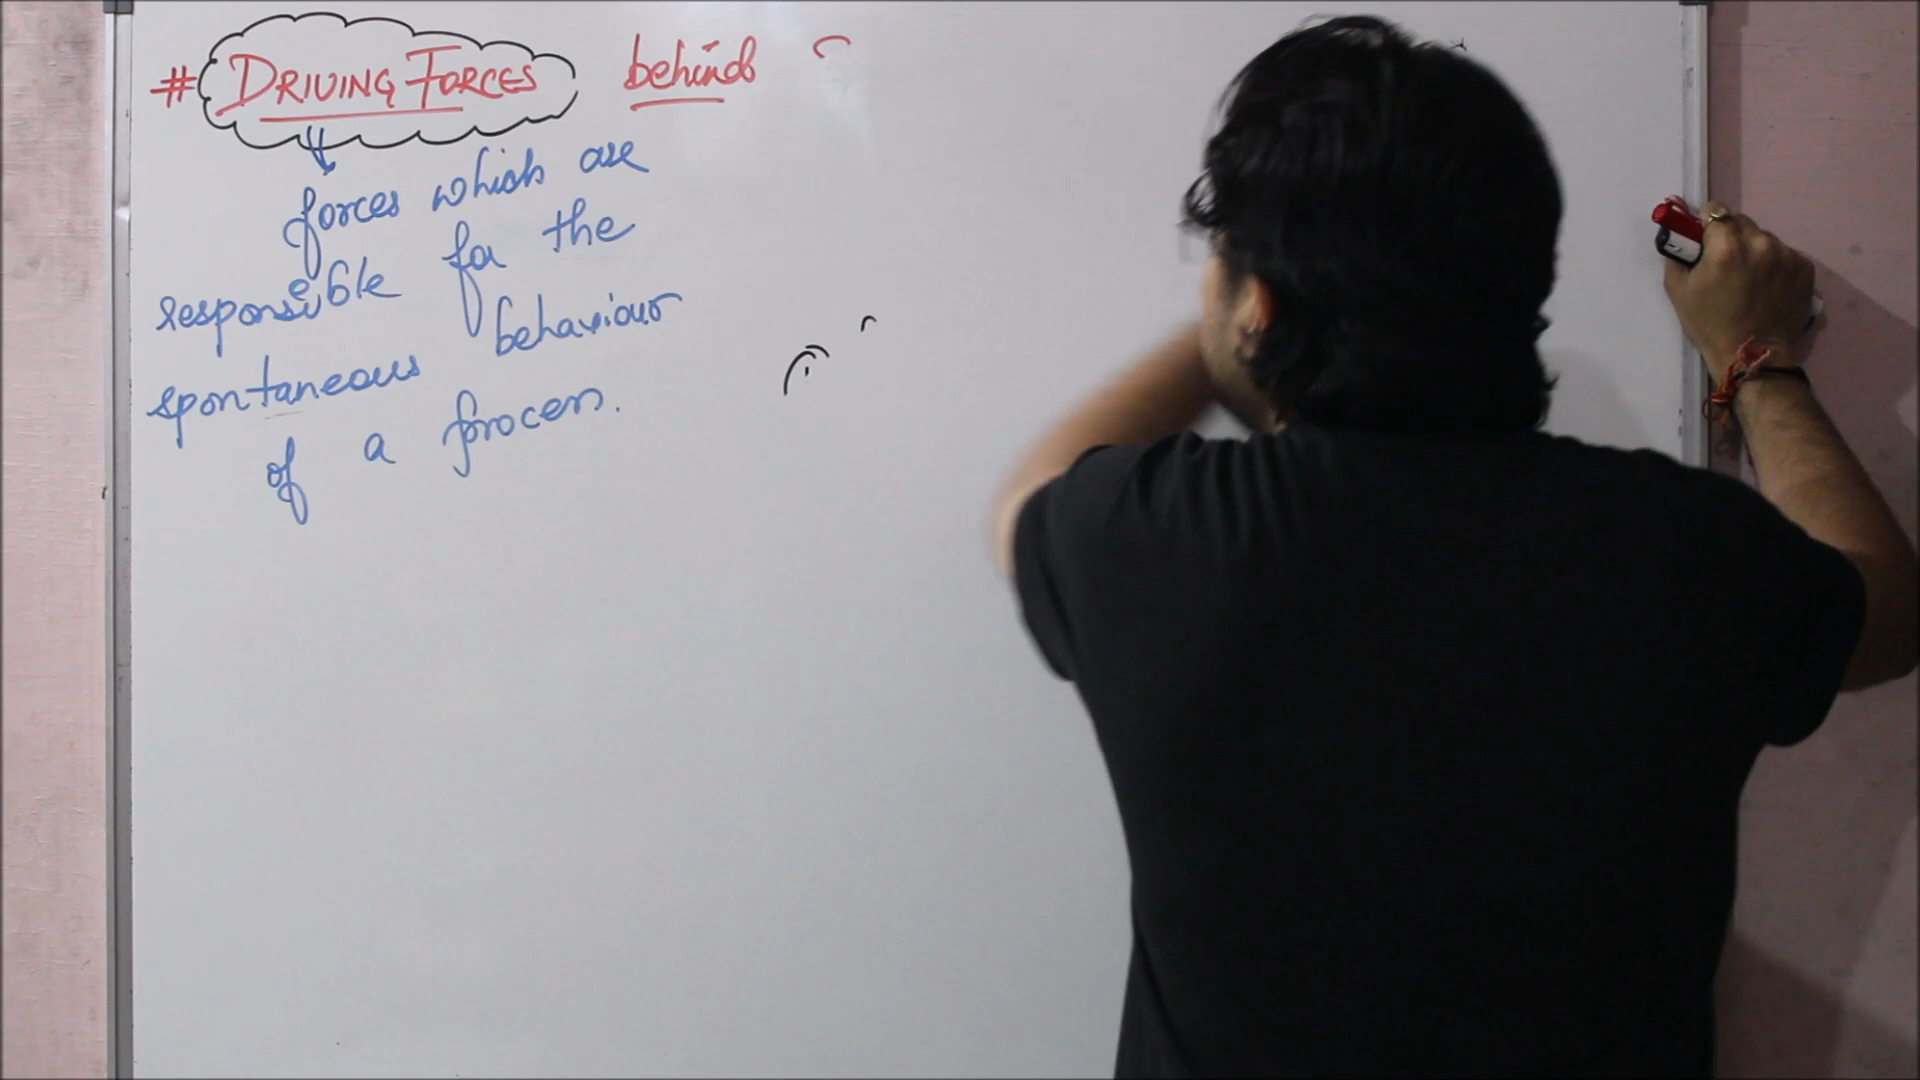 # DRIVING FORCES behind
forces which are
responsible for the
spontaneous behaviour
of a process.